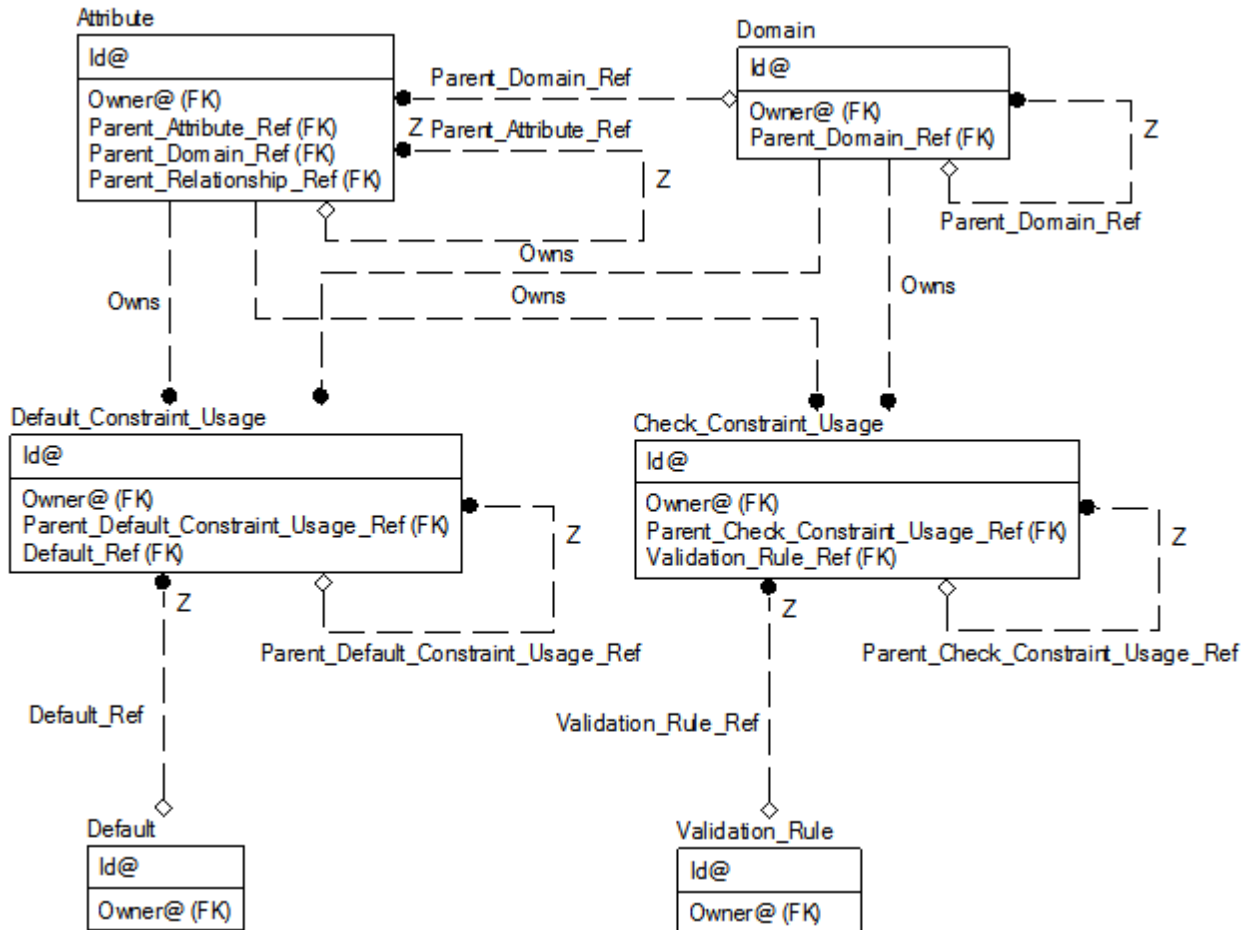 Attribute
Domain
Id@
Id@
Parent_Domain_Ref
Owner@ (FK)
Parent_Attribute_Ref (FK)
Parent_Domain_Ref (FK)
Parent_Relationship_Ref (FK)
Z
Parent_Attribute_Ref
Z
Owner@ (FK)
Parent_Domain_Ref (FK)
Z
Parent_Domain_Ref
Owns
Owns
Owns
Owns
Default_Constraint_Usage
Check_Constraint_Usage
Id@
Id@
Owner@ (FK)
Parent_Default_Constraint_Usage_Ref (FK)
Default_Ref (FK)
Z
Owner@ (FK)
Parent_Check_Constraint_Usage_Ref (FK)
Validation_Rule_Ref (FK)
Z
Z
Z
Parent_Default_Constraint_Usage_Ref
Parent_Check_Constraint_Usage_Ref
Default_Ref
Validation_Rule_Ref
Default
Validation_Rule
Id@
Id@
Owner@ (FK)
Owner@ (FK)